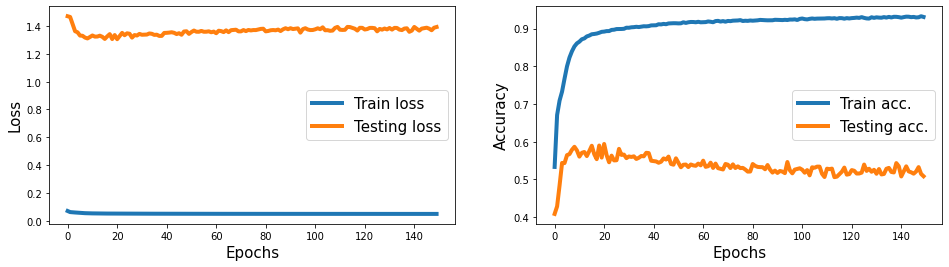 Loss
1.4
1.2
1.0
0.8
0.6
0.4
0.2
0.0
Train loss
Testing loss
0 20 40 60 80 100 120 140
Epochs
Accuracy
0.9
0.8
0.7
0.6
0.5
0.4
Train acc.
Testing acc.
0 20 40 60 80 100 120 140
Epochs